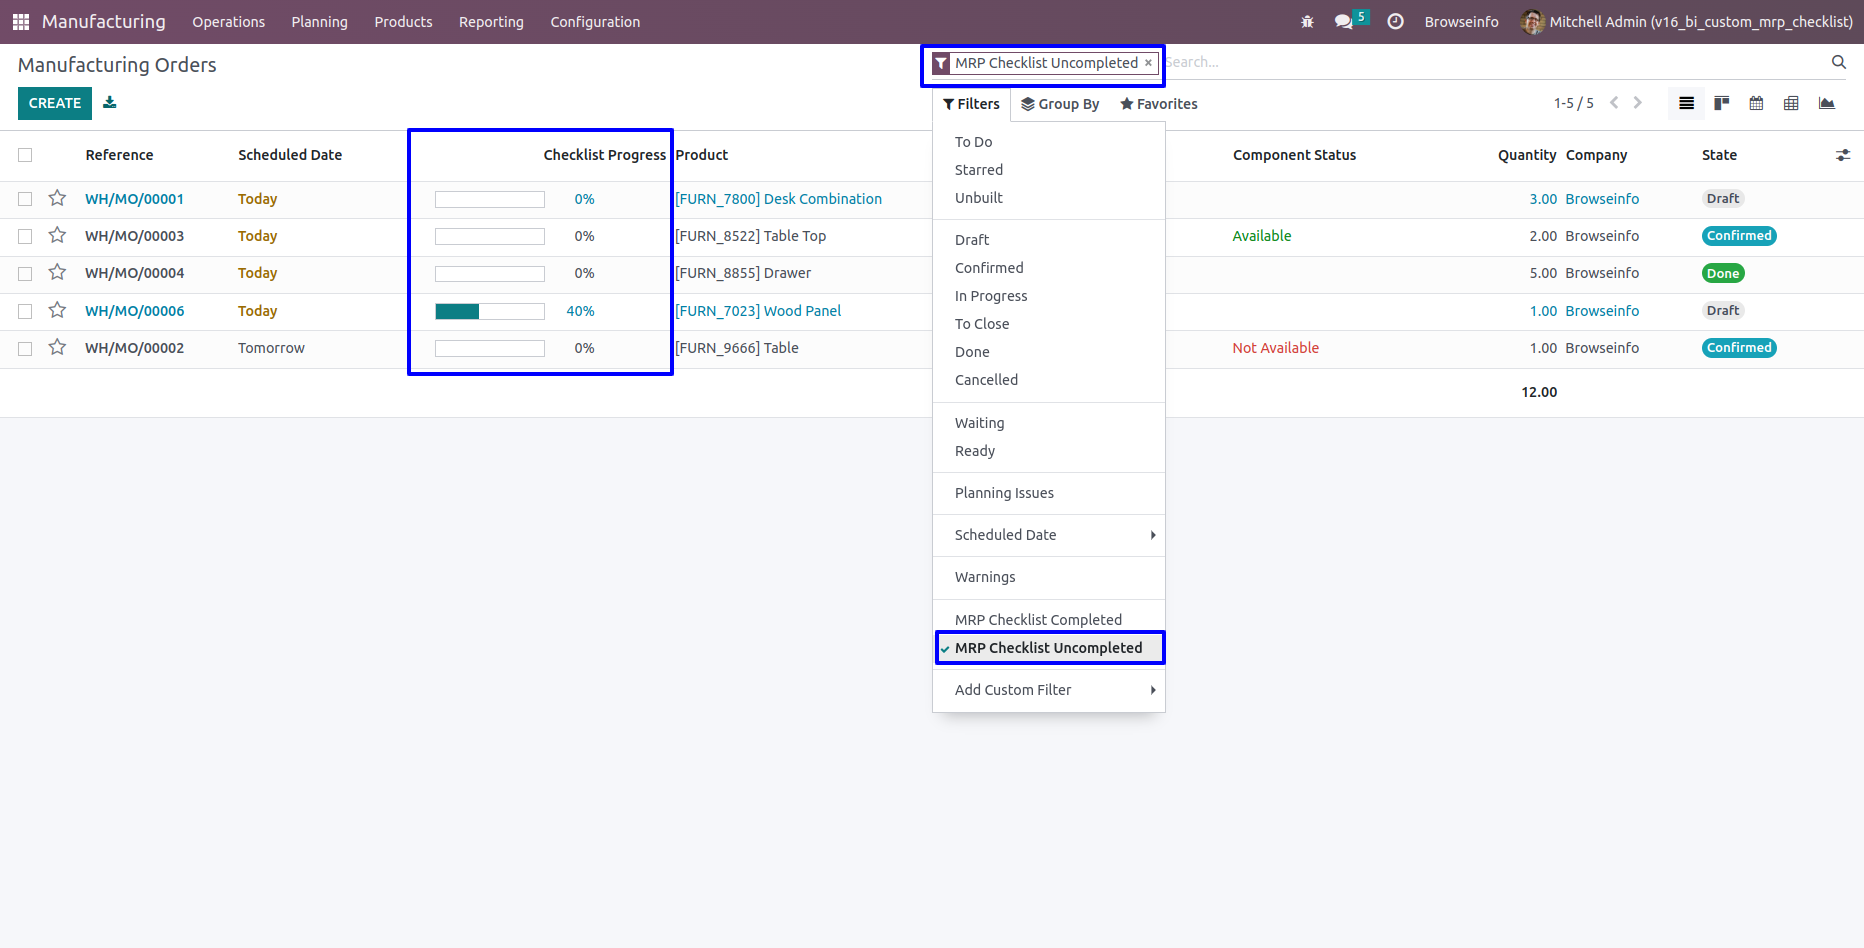 Manufacturing Operations Planning Products Reporting Configuration 5 Browseinfo Mitchell Admin (v16_bi_custom_mrp_checklist)
Manufacturing Orders MRP Checklist Uncompleted × Search...
CREATE Filters Group By Favorites 1-5 / 5
Reference Scheduled Date Checklist Progress Product Component Status Quantity Company State
WH/MO/00001 Today 0% [FURN_7800] Desk Combination 3.00 Browseinfo Draft
WH/MO/00003 Today 0% [FURN_8522] Table Top Available 2.00 Browseinfo Confirmed
WH/MO/00004 Today 0% [FURN_8855] Drawer 5.00 Browseinfo Done
WH/MO/00006 Today 40% [FURN_7023] Wood Panel 1.00 Browseinfo Draft
WH/MO/00002 Tomorrow 0% [FURN_9666] Table Not Available 1.00 Browseinfo Confirmed
12.00
To Do
Starred
Unbuilt
Draft
Confirmed
In Progress
To Close
Done
Cancelled
Waiting
Ready
Planning Issues
Scheduled Date
Warnings
MRP Checklist Completed
MRP Checklist Uncompleted
Add Custom Filter